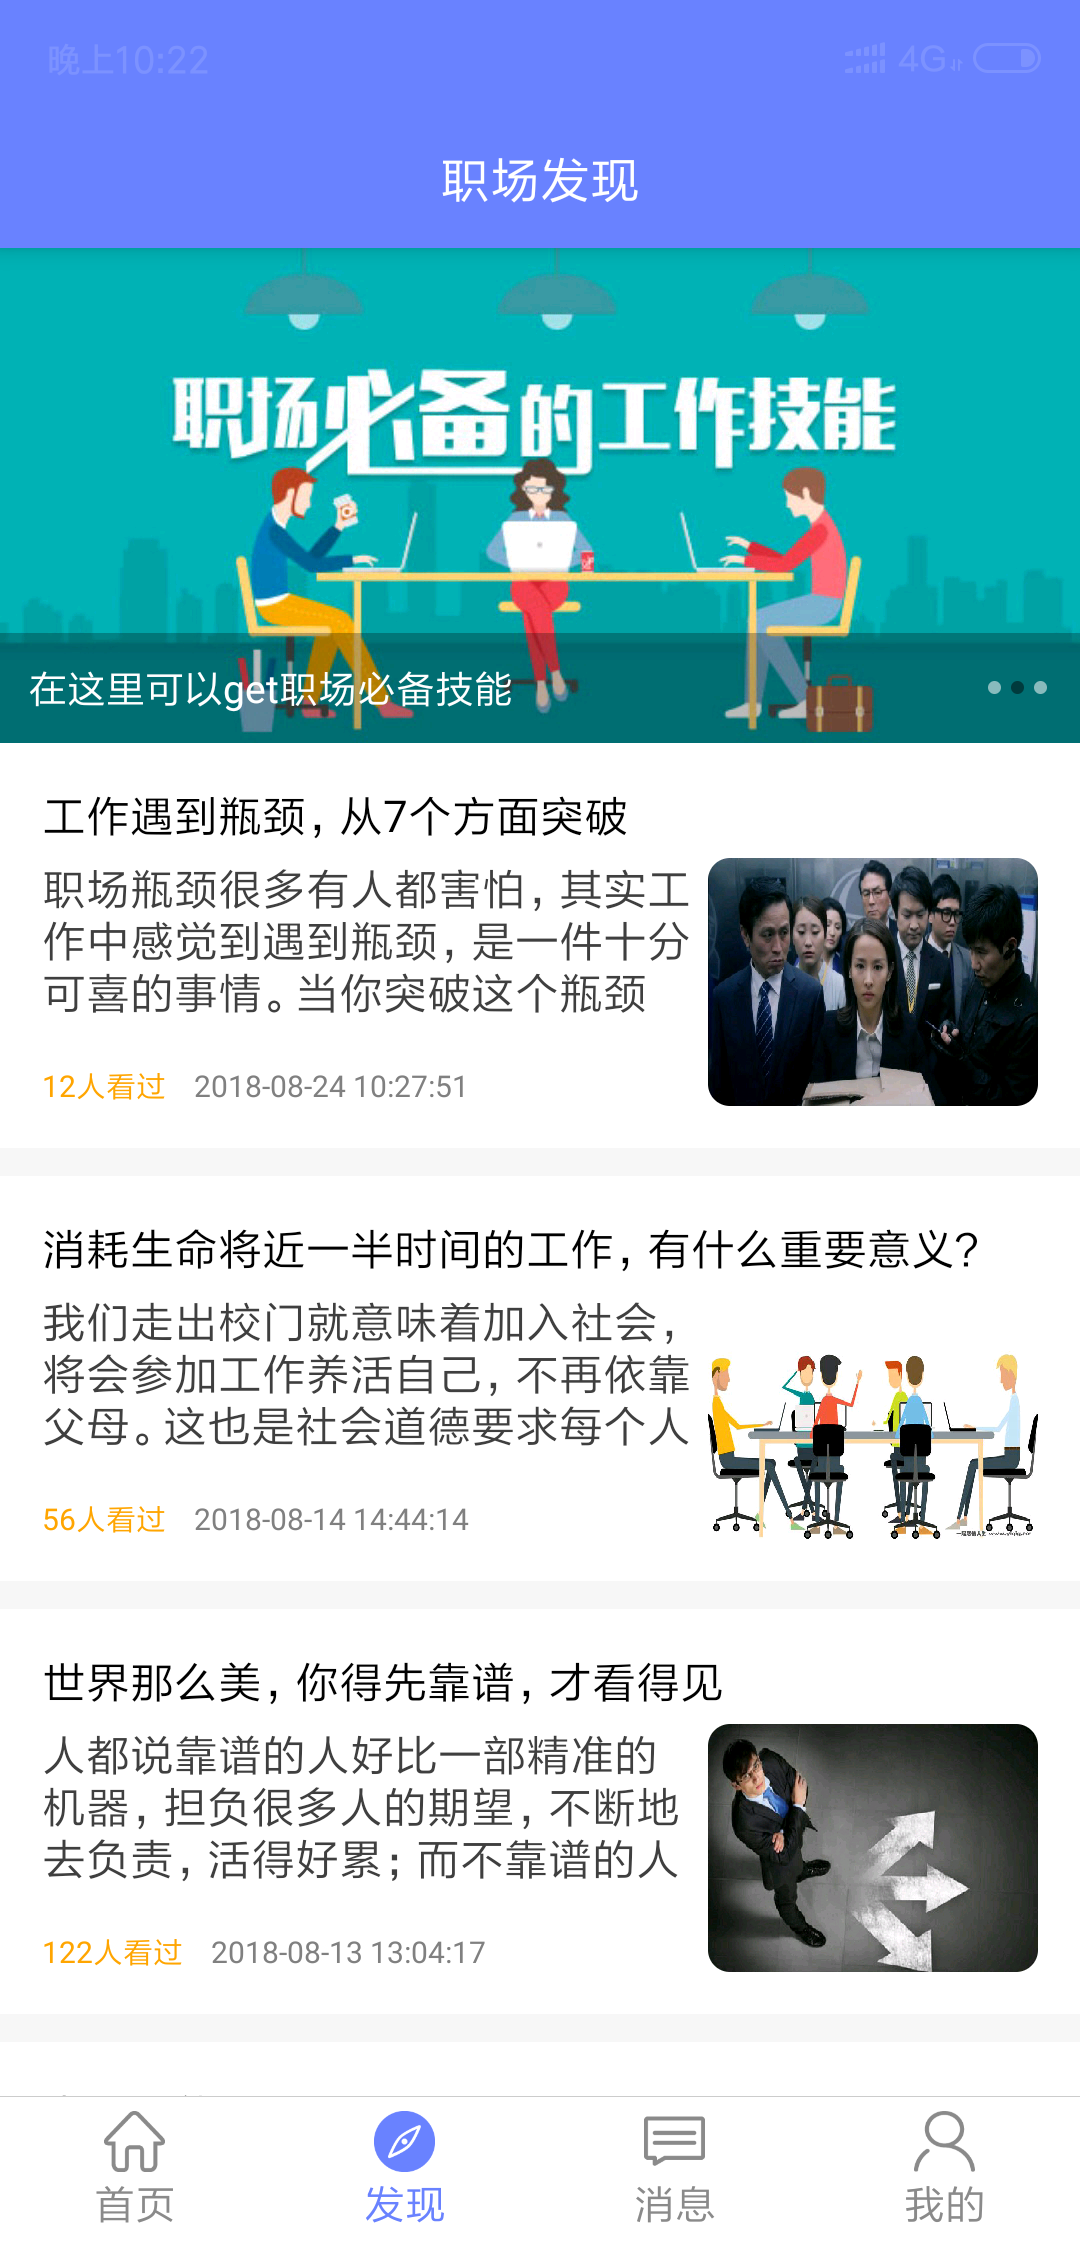 晚上10:22
4G
职场发现
职场必备的工作技能
在这里可以get职场必备技能
工作遇到瓶颈，从7个方面突破
职场瓶颈很多有人都害怕，其实工
作中感觉到遇到瓶颈，是一件十分
可喜的事情。当你突破这个瓶颈
12人看过 2018-08-24 10:27:51
消耗生命将近一半时间的工作，有什么重要意义？
我们走出校门就意味着加入社会，
将会参加工作养活自己，不再依靠
父母。这也是社会道德要求每个人
56人看过 2018-08-14 14:44:14
世界那么美，你得先靠谱，才看得见
人都说靠谱的人好比一部精准的
机器，担负很多人的期望，不断地
去负责，活得好累；而不靠谱的人
122人看过 2018-08-13 13:04:17
首页 发现 消息 我的